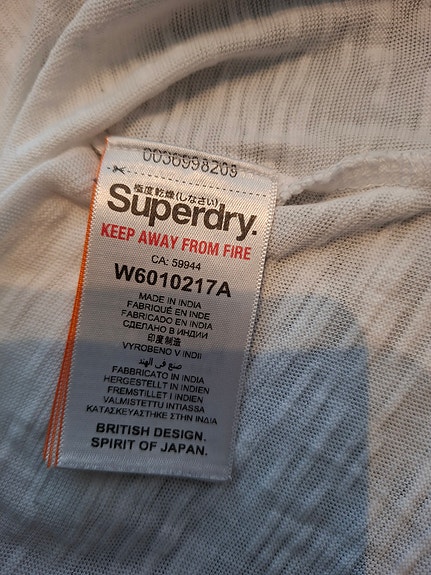 0036998209
極度乾燥(しなさい)
Superdry.
KEEP AWAY FROM FIRE
CA: 59944
W6010217A
MADE IN INDIA
FABRIQUÉ EN INDE
FABRICADO EN INDIA
СДЕЛАНО В ИНДИИ
印度制造
VYROBENO V INDII
صنع في الهند
FABBRICATO IN INDIA
HERGESTELLT IN INDIEN
FREMSTILLET I INDIEN
VALMISTETTU INTIASSA
ΚΑΤΑΣΚΕΥΑΣΤΗΚΕ ΣΤΗΝ ΙΝΔΙΑ
BRITISH DESIGN.
SPIRIT OF JAPAN.